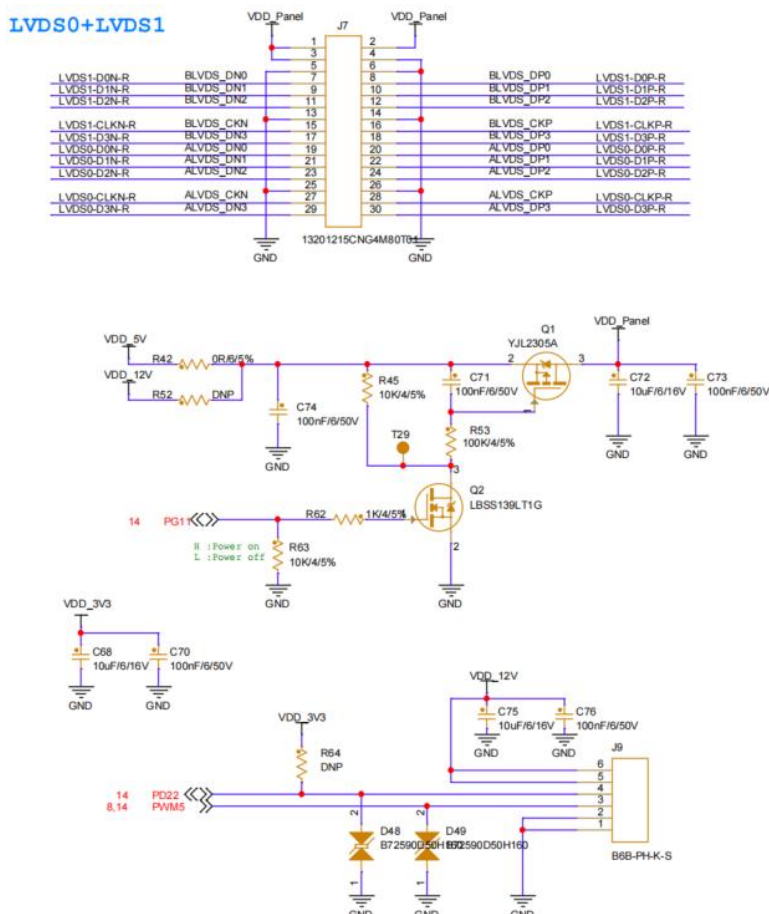 LVDS0+LVDS1
VDD_Panel
VDD_Panel
J7
1 2
3 4
5 6
LVDS1-D0N-R BLVDS_DN0 7 8 BLVDS_DP0 LVDS1-D0P-R
LVDS1-D1N-R BLVDS_DN1 9 10 BLVDS_DP1 LVDS1-D1P-R
LVDS1-D2N-R BLVDS_DN2 11 12 BLVDS_DP2 LVDS1-D2P-R
13 14
LVDS1-CLKN-R BLVDS_CKN 15 16 BLVDS_CKP LVDS1-CLKP-R
LVDS1-D3N-R BLVDS_DN3 17 18 BLVDS_DP3 LVDS1-D3P-R
LVDS0-D0N-R ALVDS_DN0 19 20 ALVDS_DP0 LVDS0-D0P-R
LVDS0-D1N-R ALVDS_DN1 21 22 ALVDS_DP1 LVDS0-D1P-R
LVDS0-D2N-R ALVDS_DN2 23 24 ALVDS_DP2 LVDS0-D2P-R
25 26
LVDS0-CLKN-R ALVDS_CKN 27 28 ALVDS_CKP LVDS0-CLKP-R
LVDS0-D3N-R ALVDS_DN3 29 30 ALVDS_DP3 LVDS0-D3P-R
13201215CNG4M80T01
GND
GND
VDD_5V
R42 0R/6/5%
VDD_12V
R52 DNP
C74
100nF/6/50V
GND
R45
10K/4/5%
C71
100nF/6/50V
Q1
YJL2305A
2 3
1
VDD_Panel
C72
10uF/6/16V
GND
C73
100nF/6/50V
GND
R53
100K/4/5%
T29
3
Q2
LBSS139LT1G
2
GND
14 PG11
R62 1K/4/5%
H :Power on
L :Power off
R63
10K/4/5%
GND
VDD_3V3
C68
10uF/6/16V
GND
C70
100nF/6/50V
GND
VDD_12V
C75
10uF/6/16V
GND
C76
100nF/6/50V
GND
VDD_3V3
R64
DNP
J9
6
5
14 PD22 4
8,14 PWM5 3
2
1
B6B-PH-K-S
2
D48
B72590D50H160
1
GND
2
D49
B72590D50H160
1
GND
GND